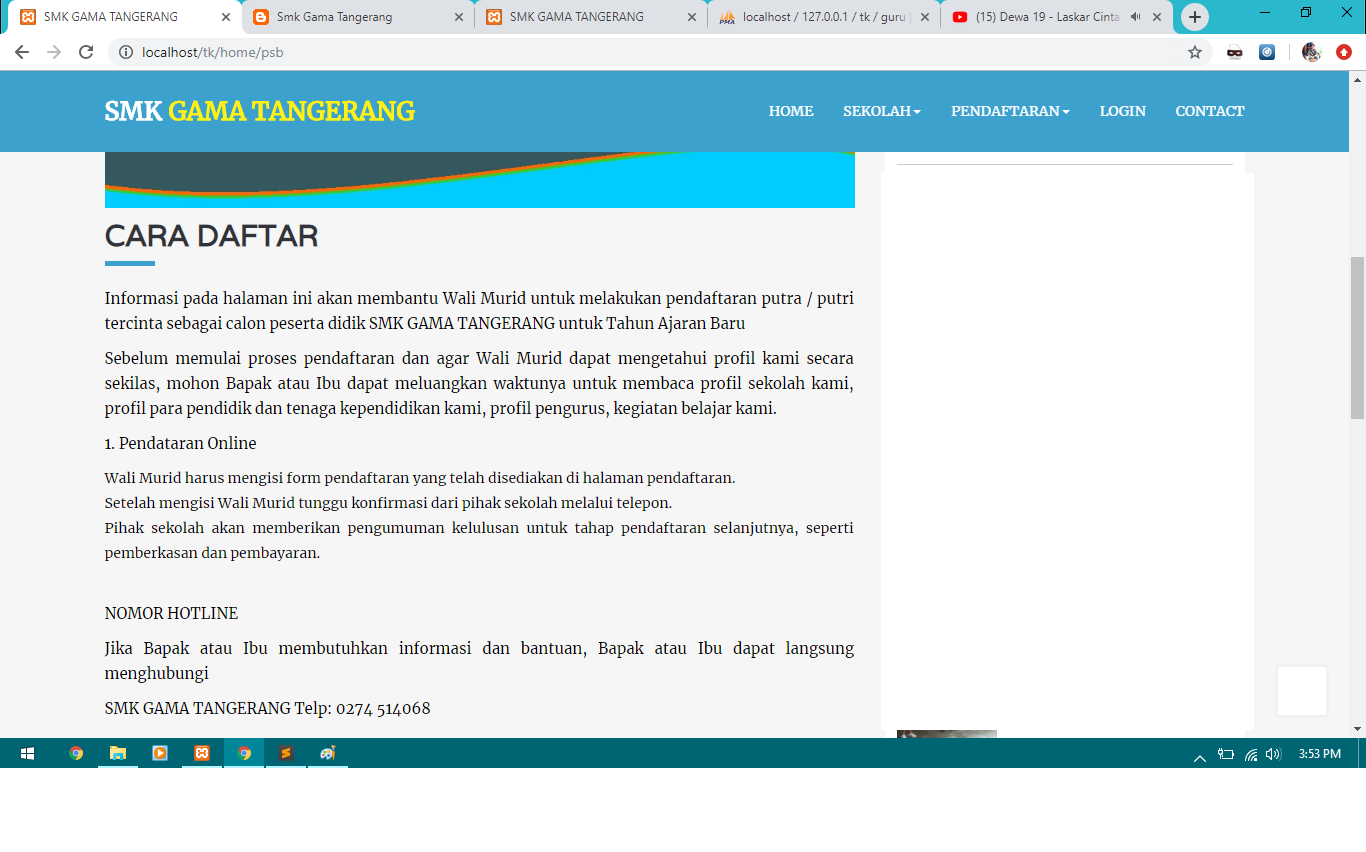 SMK GAMA TANGERANG
Smk Gama Tangerang
SMK GAMA TANGERANG
localhost / 127.0.0.1 / tk / guru
(15) Dewa 19 - Laskar Cinta
localhost/tk/home/psb
SMK GAMA TANGERANG
HOME
SEKOLAH
PENDAFTARAN
LOGIN
CONTACT
CARA DAFTAR
Informasi pada halaman ini akan membantu Wali Murid untuk melakukan pendaftaran putra / putri
tercinta sebagai calon peserta didik SMK GAMA TANGERANG untuk Tahun Ajaran Baru
Sebelum memulai proses pendaftaran dan agar Wali Murid dapat mengetahui profil kami secara
sekilas, mohon Bapak atau Ibu dapat meluangkan waktunya untuk membaca profil sekolah kami,
profil para pendidik dan tenaga kependidikan kami, profil pengurus, kegiatan belajar kami.
1. Pendataran Online
Wali Murid harus mengisi form pendaftaran yang telah disediakan di halaman pendaftaran.
Setelah mengisi Wali Murid tunggu konfirmasi dari pihak sekolah melalui telepon.
Pihak sekolah akan memberikan pengumuman kelulusan untuk tahap pendaftaran selanjutnya, seperti
pemberkasan dan pembayaran.
NOMOR HOTLINE
Jika Bapak atau Ibu membutuhkan informasi dan bantuan, Bapak atau Ibu dapat langsung
menghubungi
SMK GAMA TANGERANG Telp: 0274 514068
3:53 PM